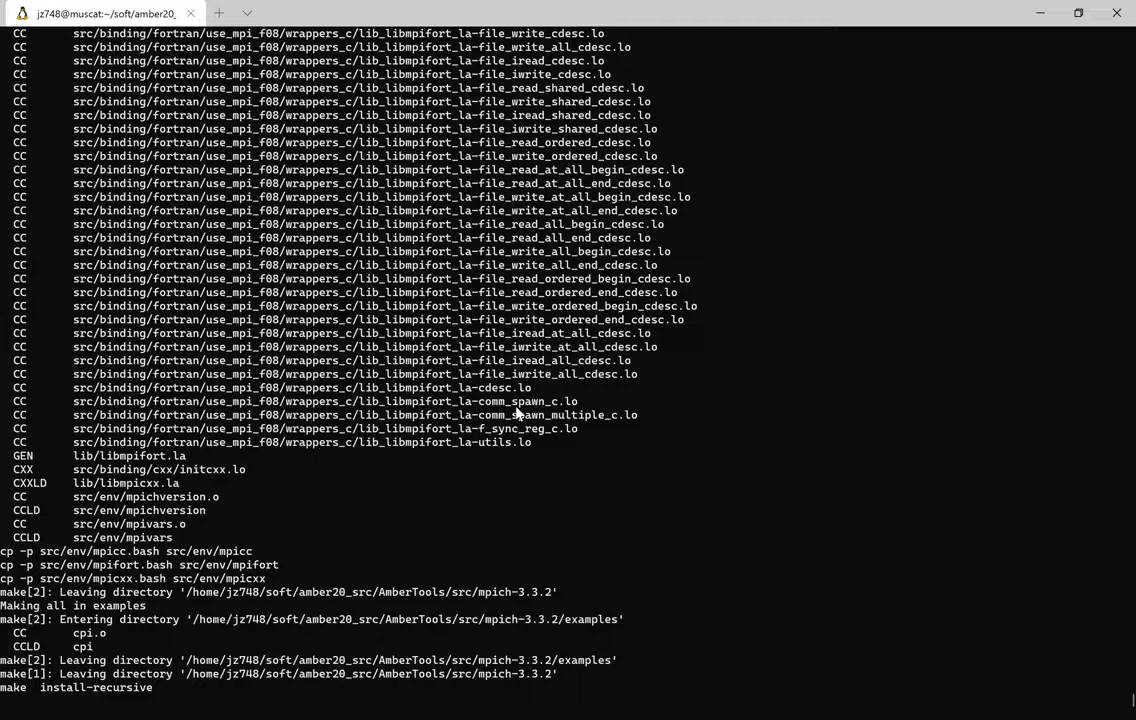 jz748@muscat:~/soft/amber20_
CC src/binding/fortran/use_mpi_f08/wrappers_c/lib_libmpifort_la-file_write_cdesc.lo
CC src/binding/fortran/use_mpi_f08/wrappers_c/lib_libmpifort_la-file_write_all_cdesc.lo
CC src/binding/fortran/use_mpi_f08/wrappers_c/lib_libmpifort_la-file_iread_cdesc.lo
CC src/binding/fortran/use_mpi_f08/wrappers_c/lib_libmpifort_la-file_iwrite_cdesc.lo
CC src/binding/fortran/use_mpi_f08/wrappers_c/lib_libmpifort_la-file_read_shared_cdesc.lo
CC src/binding/fortran/use_mpi_f08/wrappers_c/lib_libmpifort_la-file_write_shared_cdesc.lo
CC src/binding/fortran/use_mpi_f08/wrappers_c/lib_libmpifort_la-file_iread_shared_cdesc.lo
CC src/binding/fortran/use_mpi_f08/wrappers_c/lib_libmpifort_la-file_iwrite_shared_cdesc.lo
CC src/binding/fortran/use_mpi_f08/wrappers_c/lib_libmpifort_la-file_read_ordered_cdesc.lo
CC src/binding/fortran/use_mpi_f08/wrappers_c/lib_libmpifort_la-file_write_ordered_cdesc.lo
CC src/binding/fortran/use_mpi_f08/wrappers_c/lib_libmpifort_la-file_read_at_all_begin_cdesc.lo
CC src/binding/fortran/use_mpi_f08/wrappers_c/lib_libmpifort_la-file_read_at_all_end_cdesc.lo
CC src/binding/fortran/use_mpi_f08/wrappers_c/lib_libmpifort_la-file_write_at_all_begin_cdesc.lo
CC src/binding/fortran/use_mpi_f08/wrappers_c/lib_libmpifort_la-file_write_at_all_end_cdesc.lo
CC src/binding/fortran/use_mpi_f08/wrappers_c/lib_libmpifort_la-file_read_all_begin_cdesc.lo
CC src/binding/fortran/use_mpi_f08/wrappers_c/lib_libmpifort_la-file_read_all_end_cdesc.lo
CC src/binding/fortran/use_mpi_f08/wrappers_c/lib_libmpifort_la-file_write_all_begin_cdesc.lo
CC src/binding/fortran/use_mpi_f08/wrappers_c/lib_libmpifort_la-file_write_all_end_cdesc.lo
CC src/binding/fortran/use_mpi_f08/wrappers_c/lib_libmpifort_la-file_read_ordered_begin_cdesc.lo
CC src/binding/fortran/use_mpi_f08/wrappers_c/lib_libmpifort_la-file_read_ordered_end_cdesc.lo
CC src/binding/fortran/use_mpi_f08/wrappers_c/lib_libmpifort_la-file_write_ordered_begin_cdesc.lo
CC src/binding/fortran/use_mpi_f08/wrappers_c/lib_libmpifort_la-file_write_ordered_end_cdesc.lo
CC src/binding/fortran/use_mpi_f08/wrappers_c/lib_libmpifort_la-file_iread_at_all_cdesc.lo
CC src/binding/fortran/use_mpi_f08/wrappers_c/lib_libmpifort_la-file_iwrite_at_all_cdesc.lo
CC src/binding/fortran/use_mpi_f08/wrappers_c/lib_libmpifort_la-file_iread_all_cdesc.lo
CC src/binding/fortran/use_mpi_f08/wrappers_c/lib_libmpifort_la-file_iwrite_all_cdesc.lo
CC src/binding/fortran/use_mpi_f08/wrappers_c/lib_libmpifort_la-cdesc.lo
CC src/binding/fortran/use_mpi_f08/wrappers_c/lib_libmpifort_la-comm_spawn_c.lo
CC src/binding/fortran/use_mpi_f08/wrappers_c/lib_libmpifort_la-comm_spawn_multiple_c.lo
CC src/binding/fortran/use_mpi_f08/wrappers_c/lib_libmpifort_la-f_sync_reg_c.lo
CC src/binding/fortran/use_mpi_f08/wrappers_c/lib_libmpifort_la-utils.lo
GEN lib/libmpifort.la
CXX src/binding/cxx/initcxx.lo
CXXLD lib/libmpicxx.la
CC src/env/mpichversion.o
CCLD src/env/mpichversion
CC src/env/mpivars.o
CCLD src/env/mpivars
cp -p src/env/mpicc.bash src/env/mpicc
cp -p src/env/mpifort.bash src/env/mpifort
cp -p src/env/mpicxx.bash src/env/mpicxx
make[2]: Leaving directory '/home/jz748/soft/amber20_src/AmberTools/src/mpich-3.3.2'
Making all in examples
make[2]: Entering directory '/home/jz748/soft/amber20_src/AmberTools/src/mpich-3.3.2/examples'
CC cpi.o
CCLD cpi
make[2]: Leaving directory '/home/jz748/soft/amber20_src/AmberTools/src/mpich-3.3.2/examples'
make[1]: Leaving directory '/home/jz748/soft/amber20_src/AmberTools/src/mpich-3.3.2'
make install-recursive